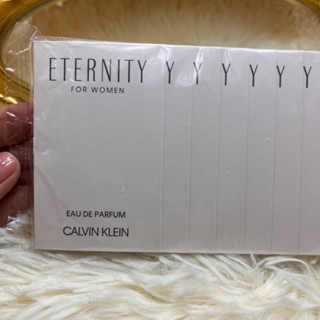 ETERNITY Y Y Y Y Y Y
FOR WOMEN
EAU DE PARFUM
CALVIN KLEIN